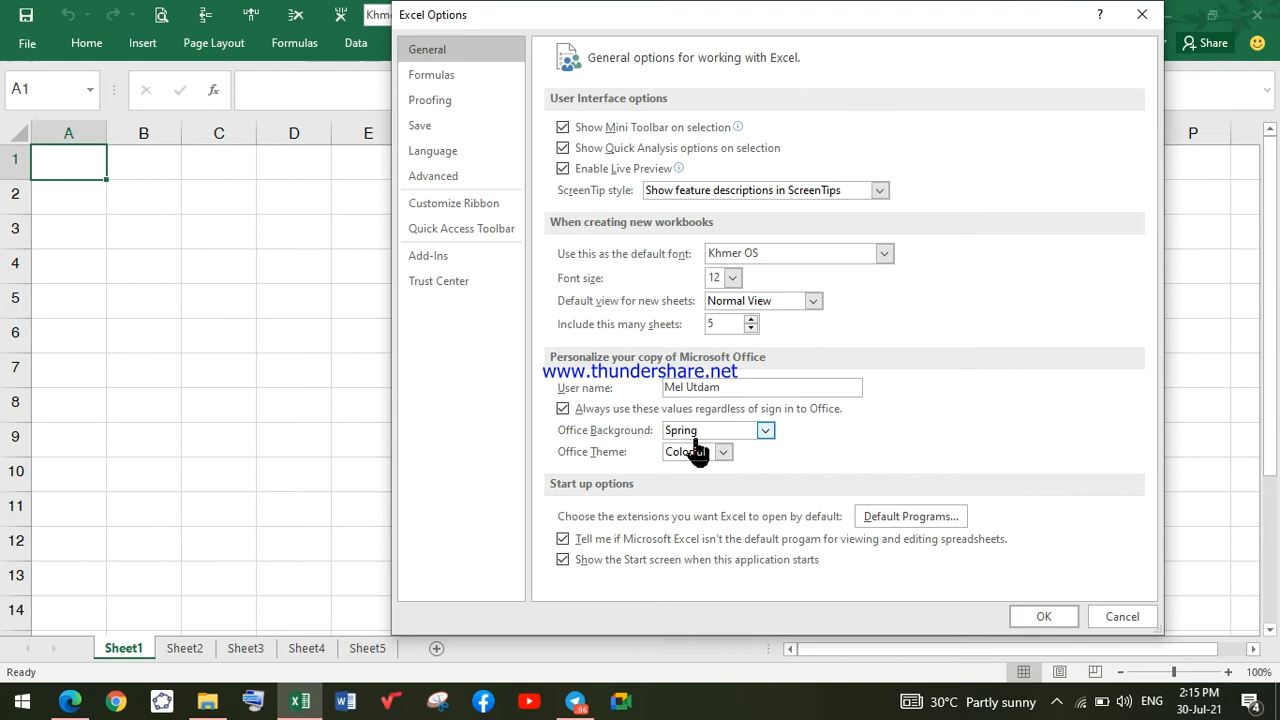 Khme
Excel Options
?
File
Home
Insert
Page Layout
Formulas
Data
Share
A1
fx
A
B
C
D
E
P
1
2
3
4
5
6
7
8
9
10
11
12
13
14
General
Formulas
Proofing
Save
Language
Advanced
Customize Ribbon
Quick Access Toolbar
Add-Ins
Trust Center
General options for working with Excel.
User Interface options
Show Mini Toolbar on selection
Show Quick Analysis options on selection
Enable Live Preview
ScreenTip style: Show feature descriptions in ScreenTips
When creating new workbooks
Use this as the default font: Khmer OS
Font size: 12
Default view for new sheets: Normal View
Include this many sheets: 5
Personalize your copy of Microsoft Office
www.thundershare.net
User name: Mel Utdam
Always use these values regardless of sign in to Office.
Office Background: Spring
Office Theme: Colorful
Start up options
Choose the extensions you want Excel to open by default: Default Programs...
Tell me if Microsoft Excel isn't the default progam for viewing and editing spreadsheets.
Show the Start screen when this application starts
OK
Cancel
Sheet1
Sheet2
Sheet3
Sheet4
Sheet5
Ready
100%
96
30°C Partly sunny
ENG
2:15 PM
30-Jul-21
4